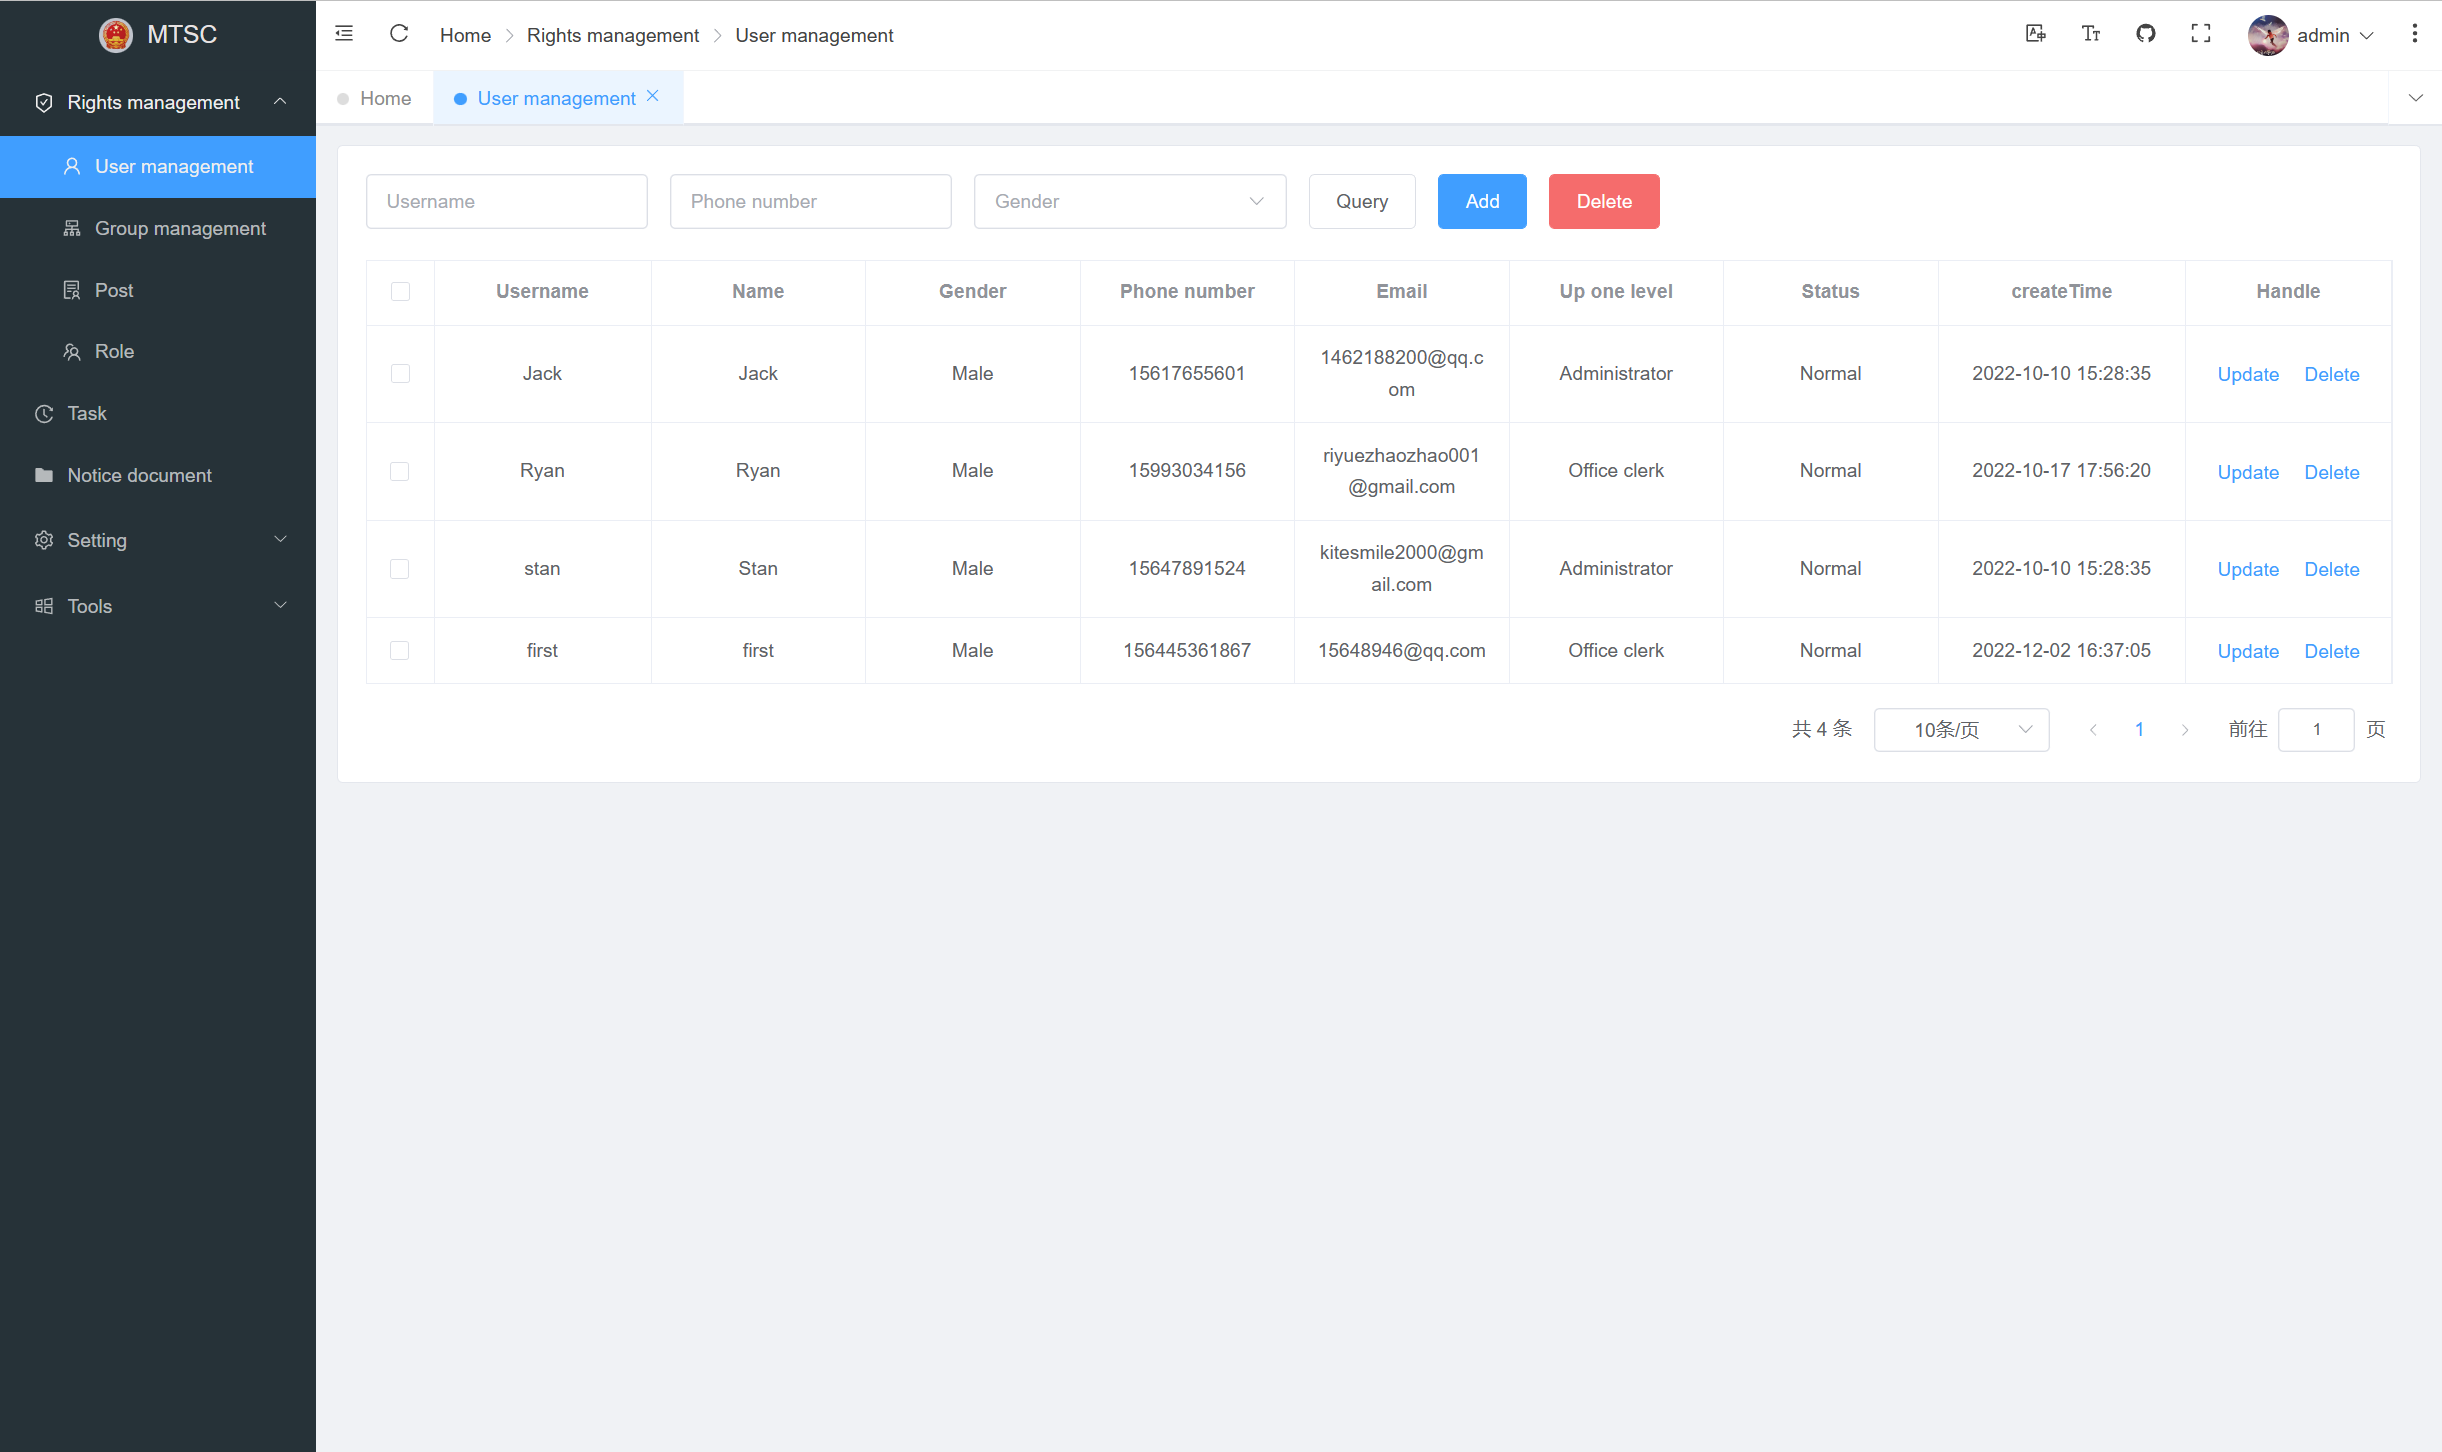 MTSC
Home
Rights management
User management
admin
Rights management
Home
User management
User management
Group management
Post
Role
Task
Notice document
Setting
Tools
Username
Phone number
Gender
Query
Add
Delete
Username Name Gender Phone number Email Up one level Status createTime Handle
Jack Jack Male 15617655601 1462188200@qq.c
om
Administrator Normal 2022-10-10 15:28:35 Update Delete
Ryan Ryan Male 15993034156 riyuezhaozhao001
@gmail.com
Office clerk Normal 2022-10-17 17:56:20 Update Delete
stan Stan Male 15647891524 kitesmile2000@gm
ail.com
Administrator Normal 2022-10-10 15:28:35 Update Delete
first first Male 156445361867 15648946@qq.com Office clerk Normal 2022-12-02 16:37:05 Update Delete
共 4 条 10条/页 1 前往 1 页